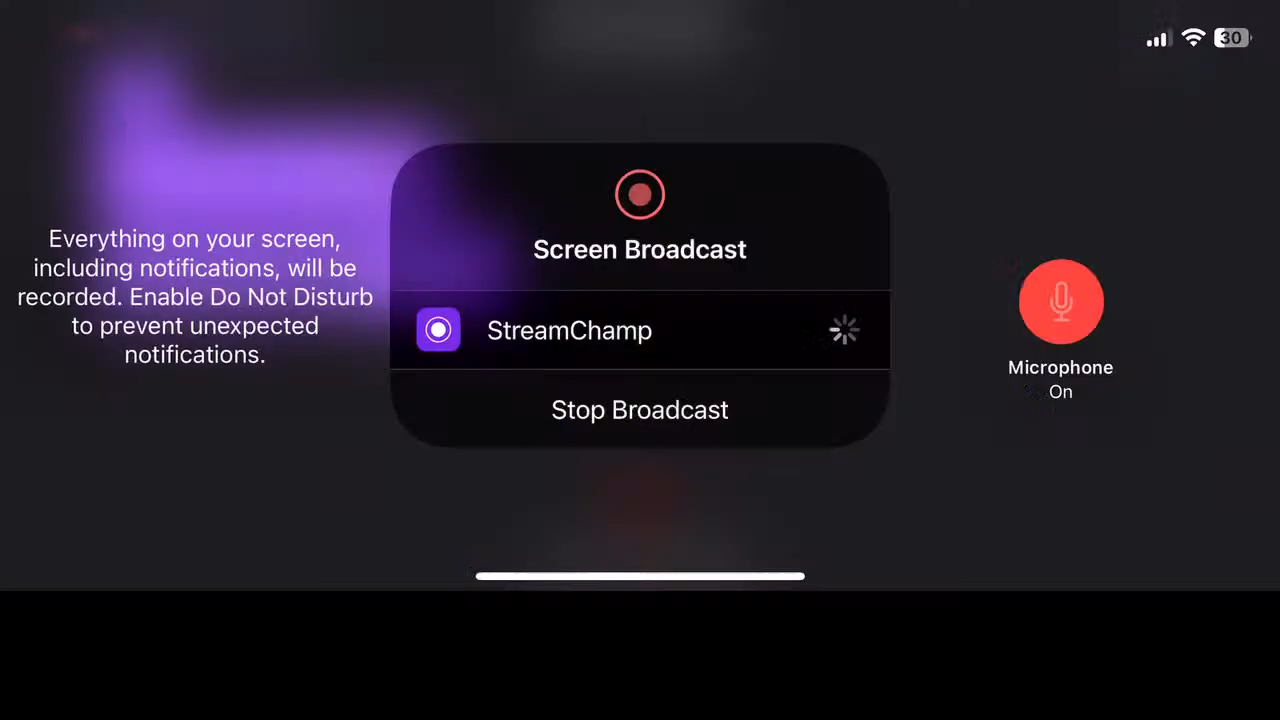 30
Everything on your screen,
including notifications, will be
recorded. Enable Do Not Disturb
to prevent unexpected
notifications.
Screen Broadcast
StreamChamp
Stop Broadcast
Microphone
On